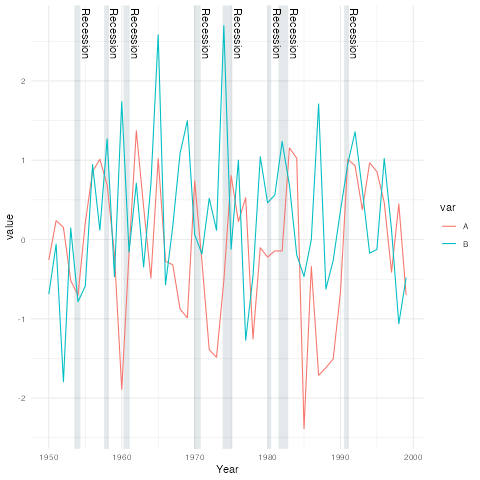 Recession
Recession
Recession
Recession
Recession
Recession
Recession
Recession
2
1
0
-1
-2
value
1950
1960
1970
1980
1990
2000
Year
var
A
B